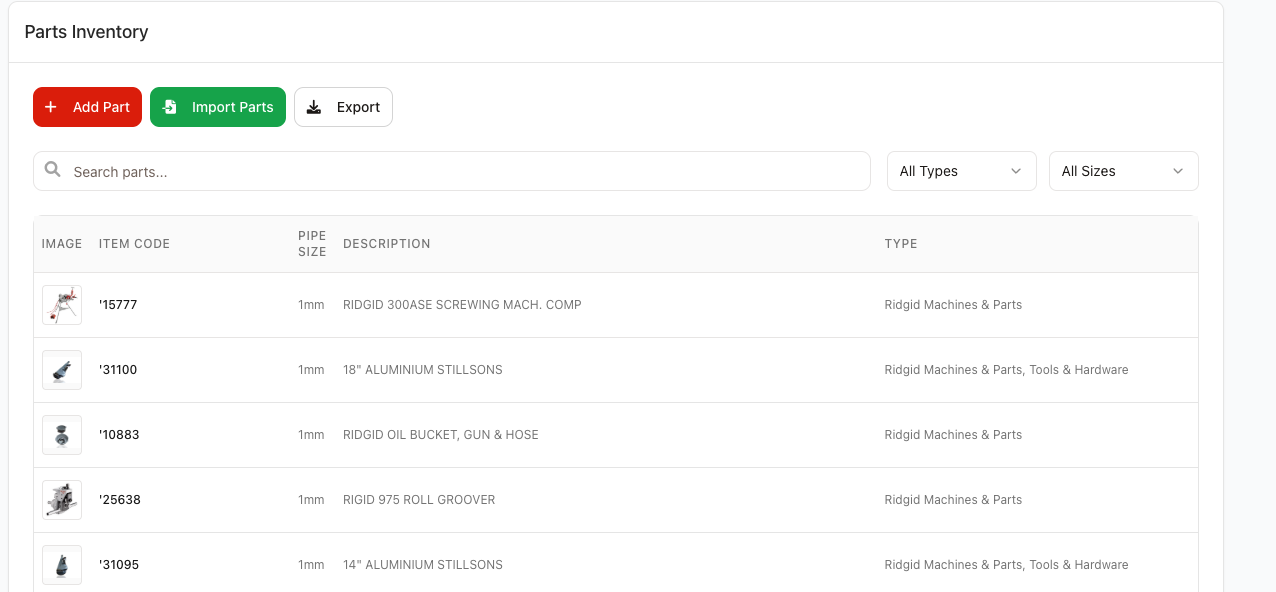 Parts Inventory
Add Part
Import Parts
Export
Search parts...
All Types
All Sizes
IMAGE ITEM CODE PIPE SIZE DESCRIPTION TYPE
'15777 1mm RIDGID 300ASE SCREWING MACH. COMP Ridgid Machines & Parts
'31100 1mm 18" ALUMINIUM STILLSONS Ridgid Machines & Parts, Tools & Hardware
'10883 1mm RIDGID OIL BUCKET, GUN & HOSE Ridgid Machines & Parts
'25638 1mm RIGID 975 ROLL GROOVER Ridgid Machines & Parts
'31095 1mm 14" ALUMINIUM STILLSONS Ridgid Machines & Parts, Tools & Hardware